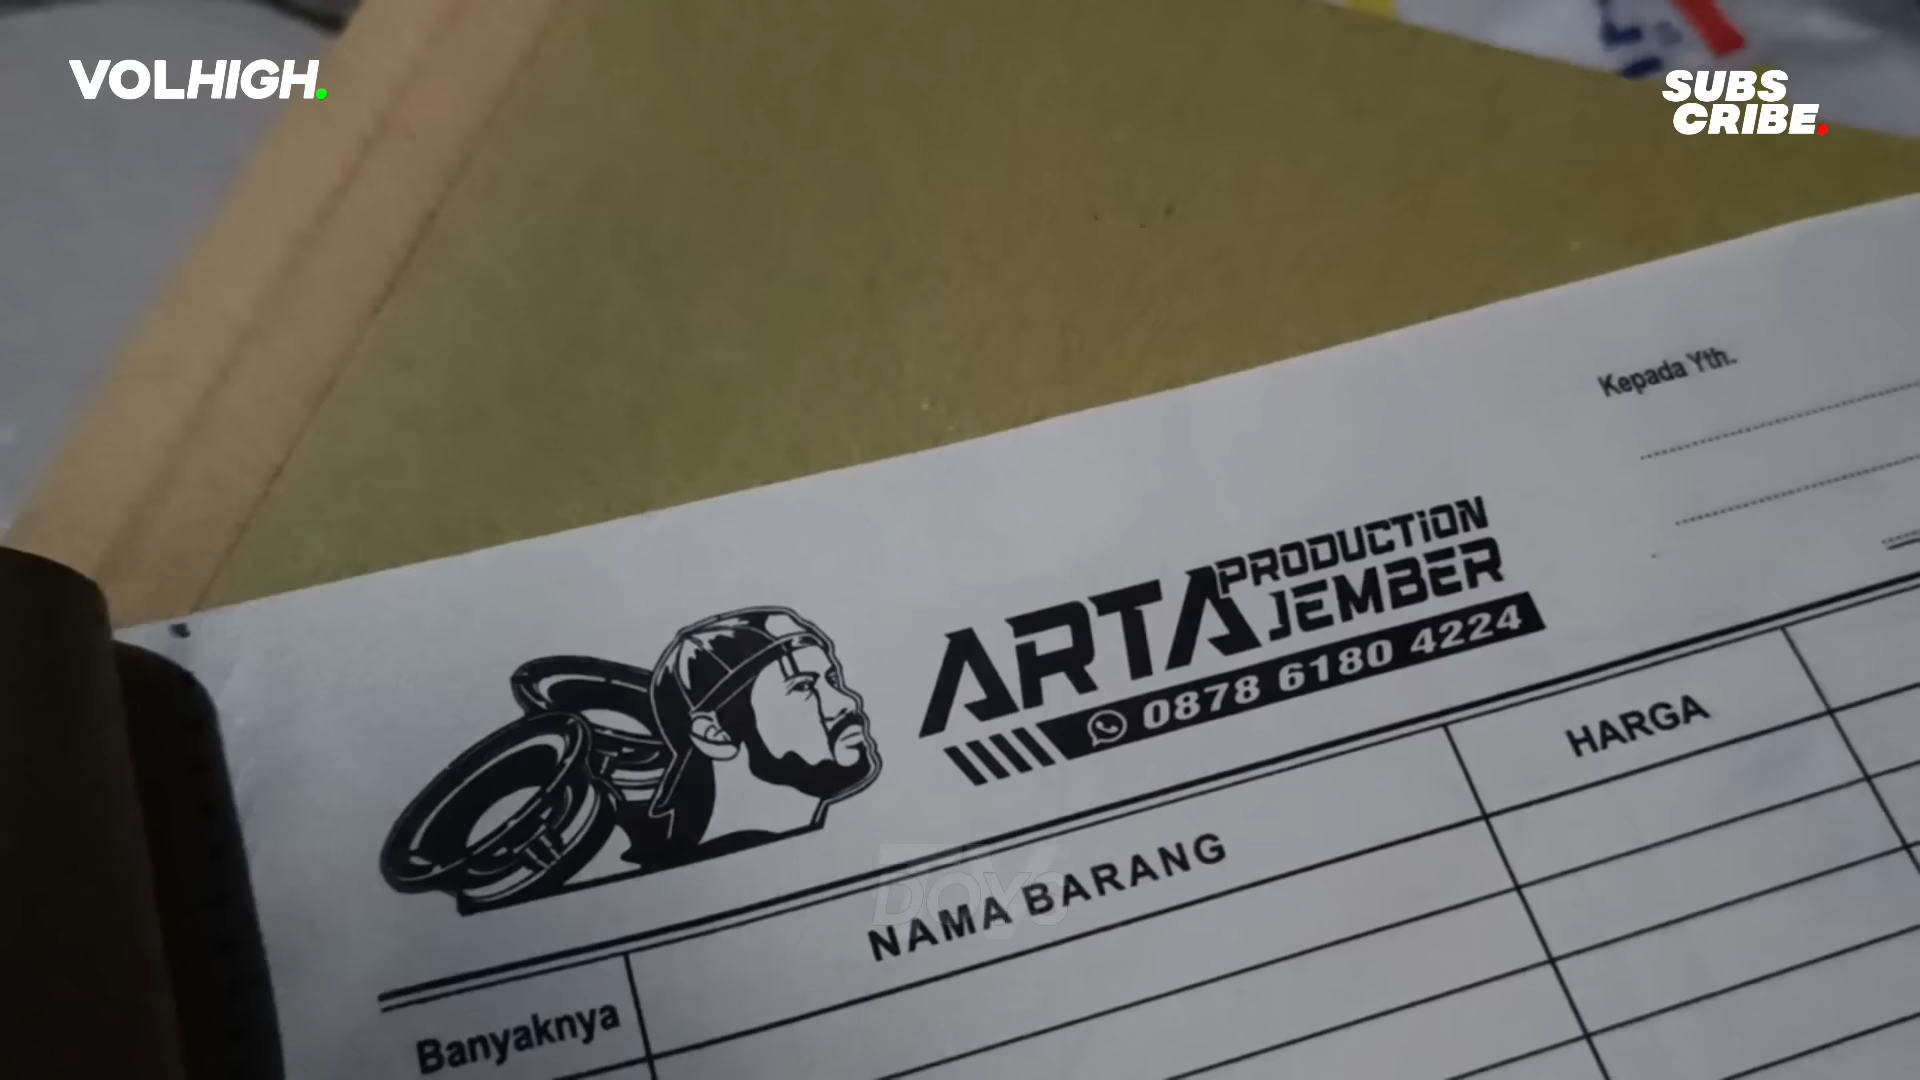 VOLHIGH.
SUBS
CRIBE.
Kepada Yth.
ARTA PRODUCTION
JEMBER
0878 6180 4224
Banyaknya
NAMA BARANG
HARGA